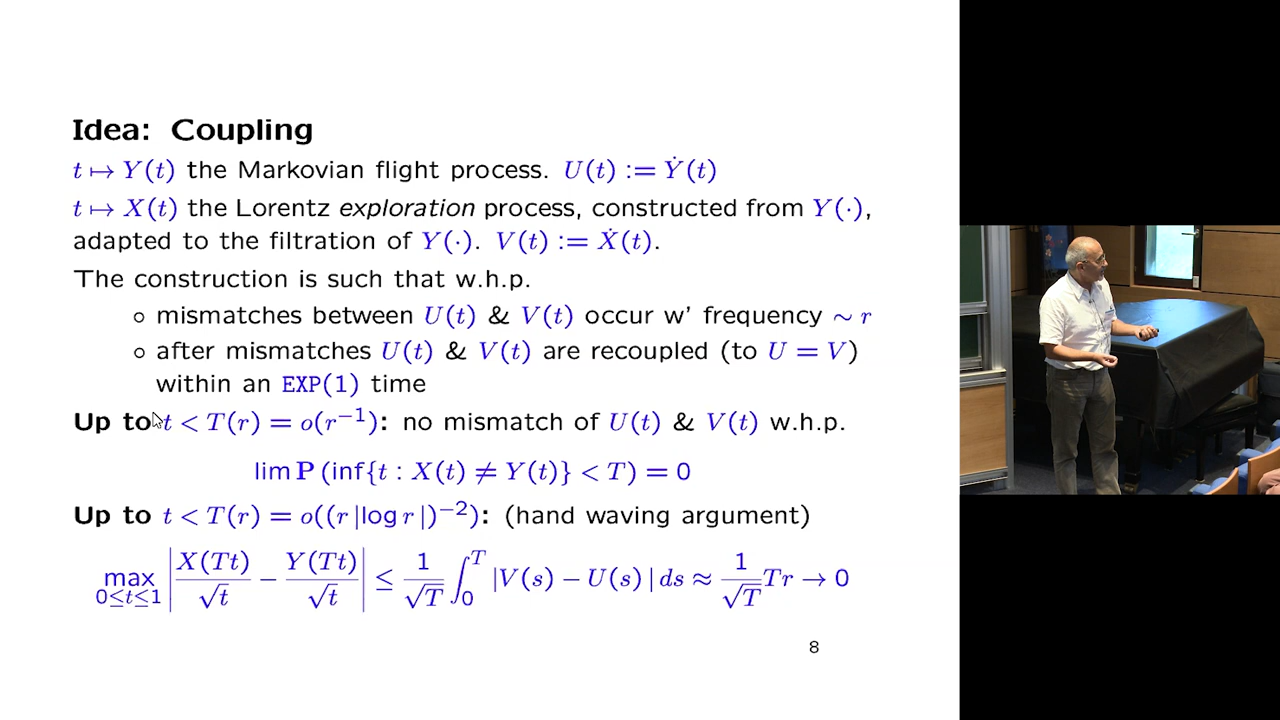 Idea: Coupling
t ↦ Y(t) the Markovian flight process. U(t) := Ẏ(t)
t ↦ X(t) the Lorentz exploration process, constructed from Y(·),
adapted to the filtration of Y(·). V(t) := Ẋ(t).
The construction is such that w.h.p.
∘ mismatches between U(t) & V(t) occur w' frequency ∼ r
∘ after mismatches U(t) & V(t) are recoupled (to U = V)
within an EXP(1) time
Up to t < T(r) = o(r⁻¹): no mismatch of U(t) & V(t) w.h.p.
lim P (inf{t : X(t) ≠ Y(t)} < T) = 0
Up to t < T(r) = o((r |log r|)⁻²): (hand waving argument)
max_{0≤t≤1} | X(Tt)/√t − Y(Tt)/√t | ≤ 1/√T ∫₀ᵀ |V(s) − U(s)| ds ≈ 1/√T Tr → 0
8